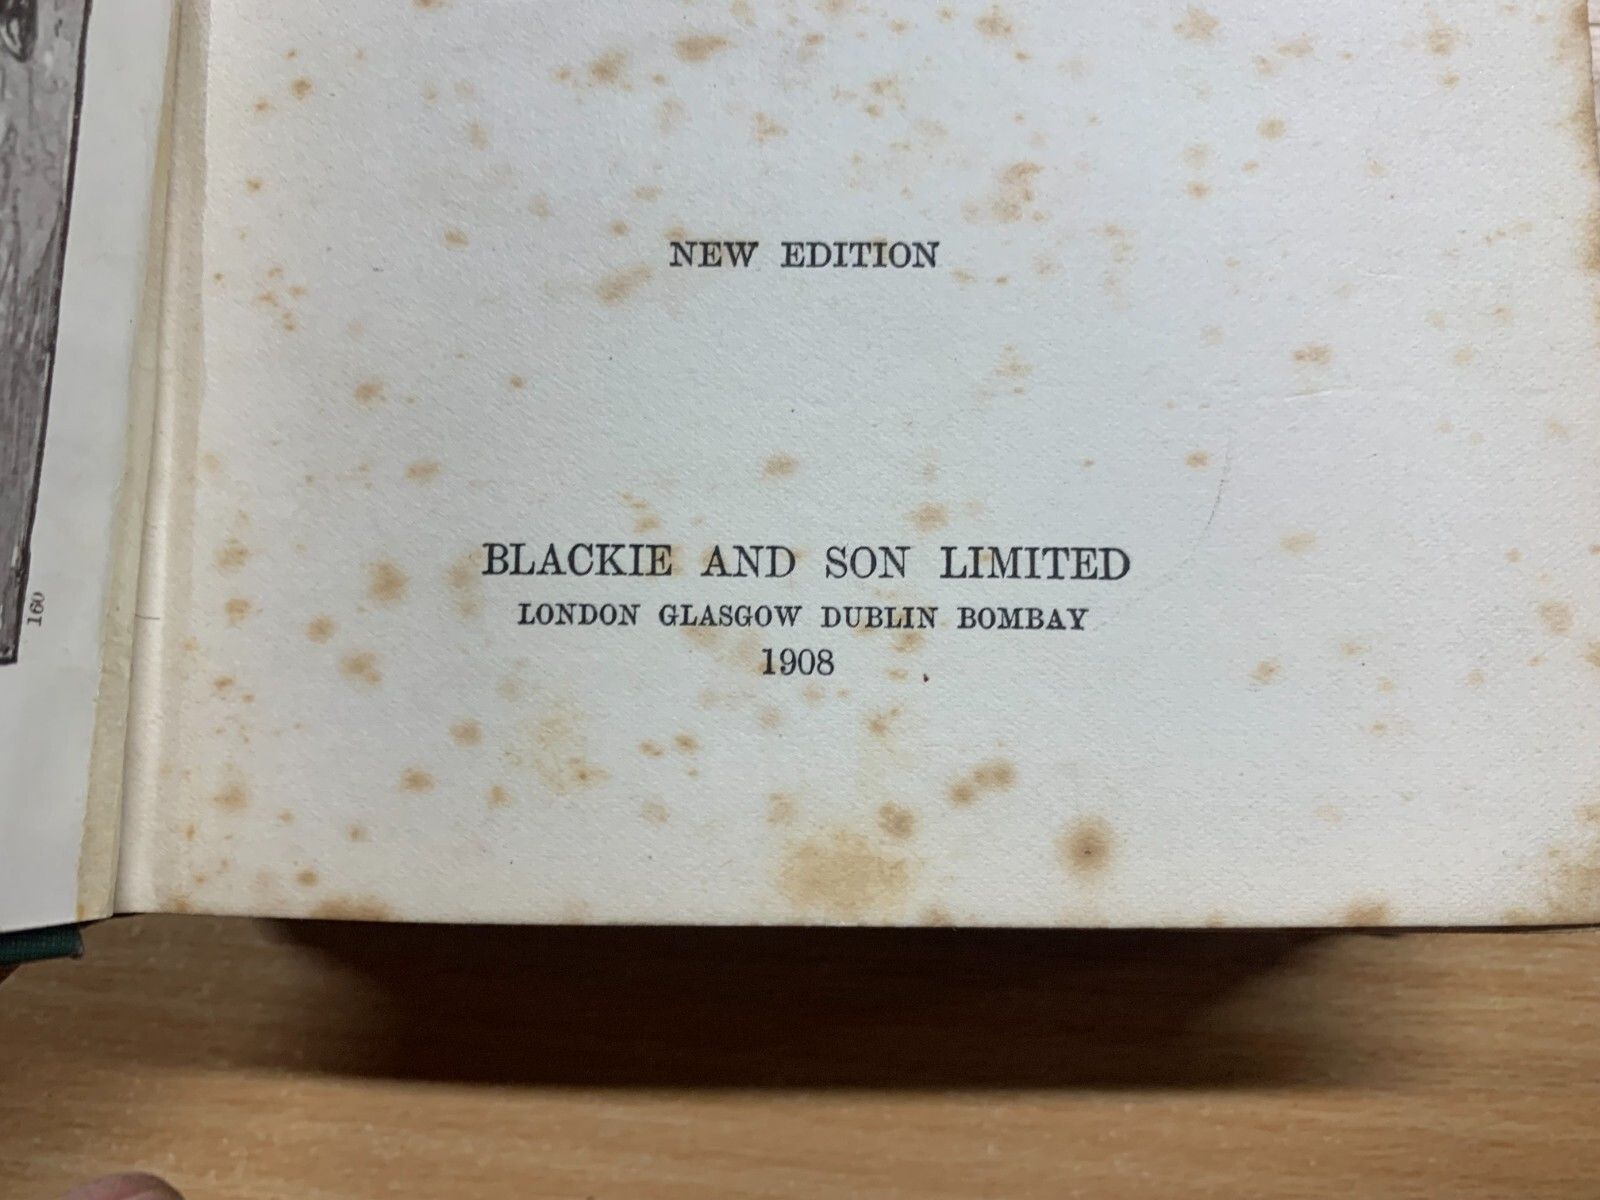 NEW EDITION
BLACKIE AND SON LIMITED
LONDON GLASGOW DUBLIN BOMBAY
1908
160